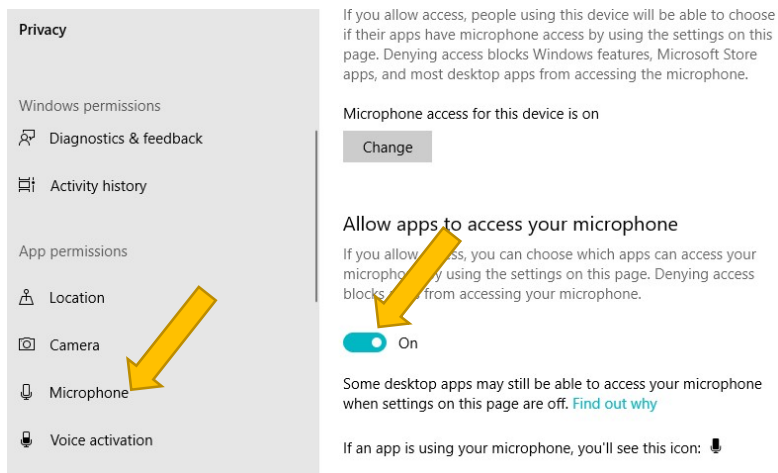 Privacy
Windows permissions
Diagnostics & feedback
Activity history
App permissions
Location
Camera
Microphone
Voice activation
If you allow access, people using this device will be able to choose
if their apps have microphone access by using the settings on this
page. Denying access blocks Windows features, Microsoft Store
apps, and most desktop apps from accessing the microphone.
Microphone access for this device is on
Change
Allow apps to access your microphone
If you allow access, you can choose which apps can access your
microphone by using the settings on this page. Denying access
blocks from accessing your microphone.
On
Some desktop apps may still be able to access your microphone
when settings on this page are off. Find out why
If an app is using your microphone, you'll see this icon: